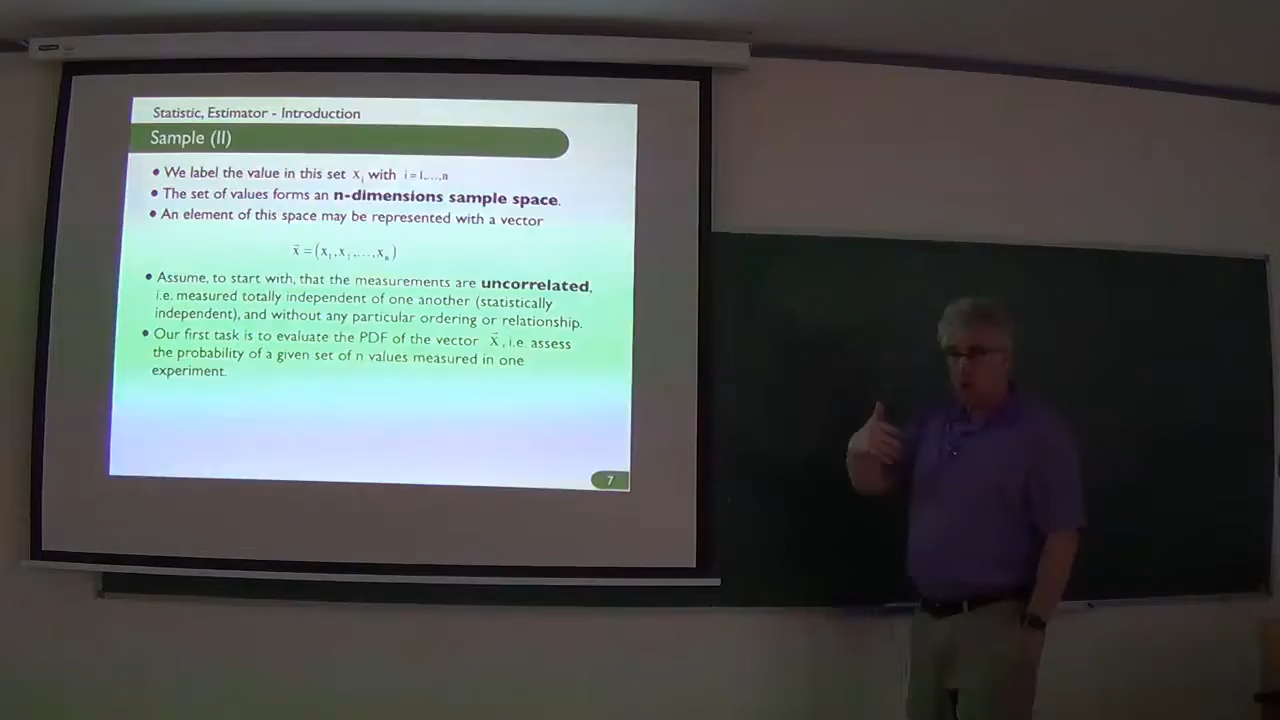 Statistic, Estimator - Introduction
Sample (II)
• We label the value in this set xᵢ with i = 1,...,n
• The set of values forms an n-dimensions sample space.
• An element of this space may be represented with a vector
x⃗ = (x₁,x₂,...,xₙ)
• Assume, to start with, that the measurements are uncorrelated,
i.e. measured totally independent of one another (statistically
independent), and without any particular ordering or relationship.
• Our first task is to evaluate the PDF of the vector x⃗, i.e. assess
the probability of a given set of n values measured in one
experiment.
7